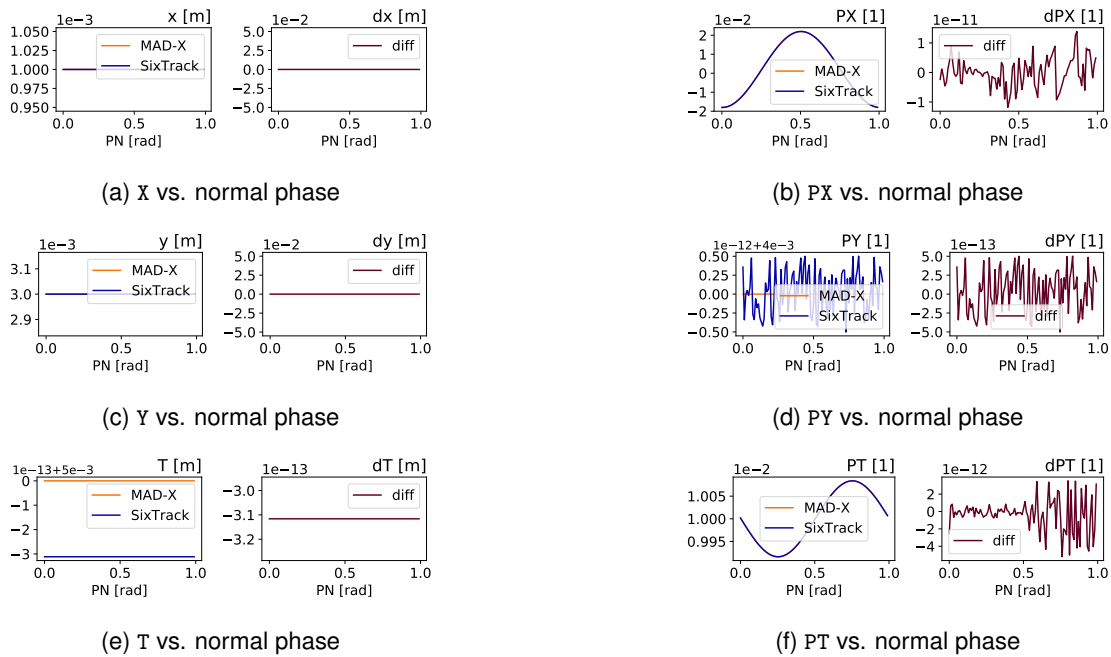 1e−3 x [m] 1e−2 dx [m]
1.050
1.025
1.000
0.975
0.950
MAD-X
SixTrack
0.0 0.5 1.0
PN [rad]
5.0
2.5
0.0
−2.5
−5.0
diff
0.0 0.5 1.0
PN [rad]
(a) X vs. normal phase
1e−2 PX [1] 1e−11 dPX [1]
2
1
0
−1
−2
MAD-X
SixTrack
0.0 0.5 1.0
PN [rad]
1
0
−1
diff
0.0 0.5 1.0
PN [rad]
(b) PX vs. normal phase
1e−3 y [m] 1e−2 dy [m]
3.1
3.0
2.9
MAD-X
SixTrack
0.0 0.5 1.0
PN [rad]
5.0
2.5
0.0
−2.5
−5.0
diff
0.0 0.5 1.0
PN [rad]
(c) Y vs. normal phase
1e−12+4e−3 PY [1] 1e−13 dPY [1]
0.50
0.25
0.00
−0.25
−0.50
MAD-X
SixTrack
0.0 0.5 1.0
PN [rad]
5.0
2.5
0.0
−2.5
−5.0
diff
0.0 0.5 1.0
PN [rad]
(d) PY vs. normal phase
1e−13+5e−3 T [m] 1e−13 dT [m]
0
−1
−2
−3
MAD-X
SixTrack
0.0 0.5 1.0
PN [rad]
−3.0
−3.1
−3.2
diff
0.0 0.5 1.0
PN [rad]
(e) T vs. normal phase
1e−2 PT [1] 1e−12 dPT [1]
1.005
1.000
0.995
MAD-X
SixTrack
0.0 0.5 1.0
PN [rad]
2
0
−2
−4
diff
0.0 0.5 1.0
PN [rad]
(f) PT vs. normal phase